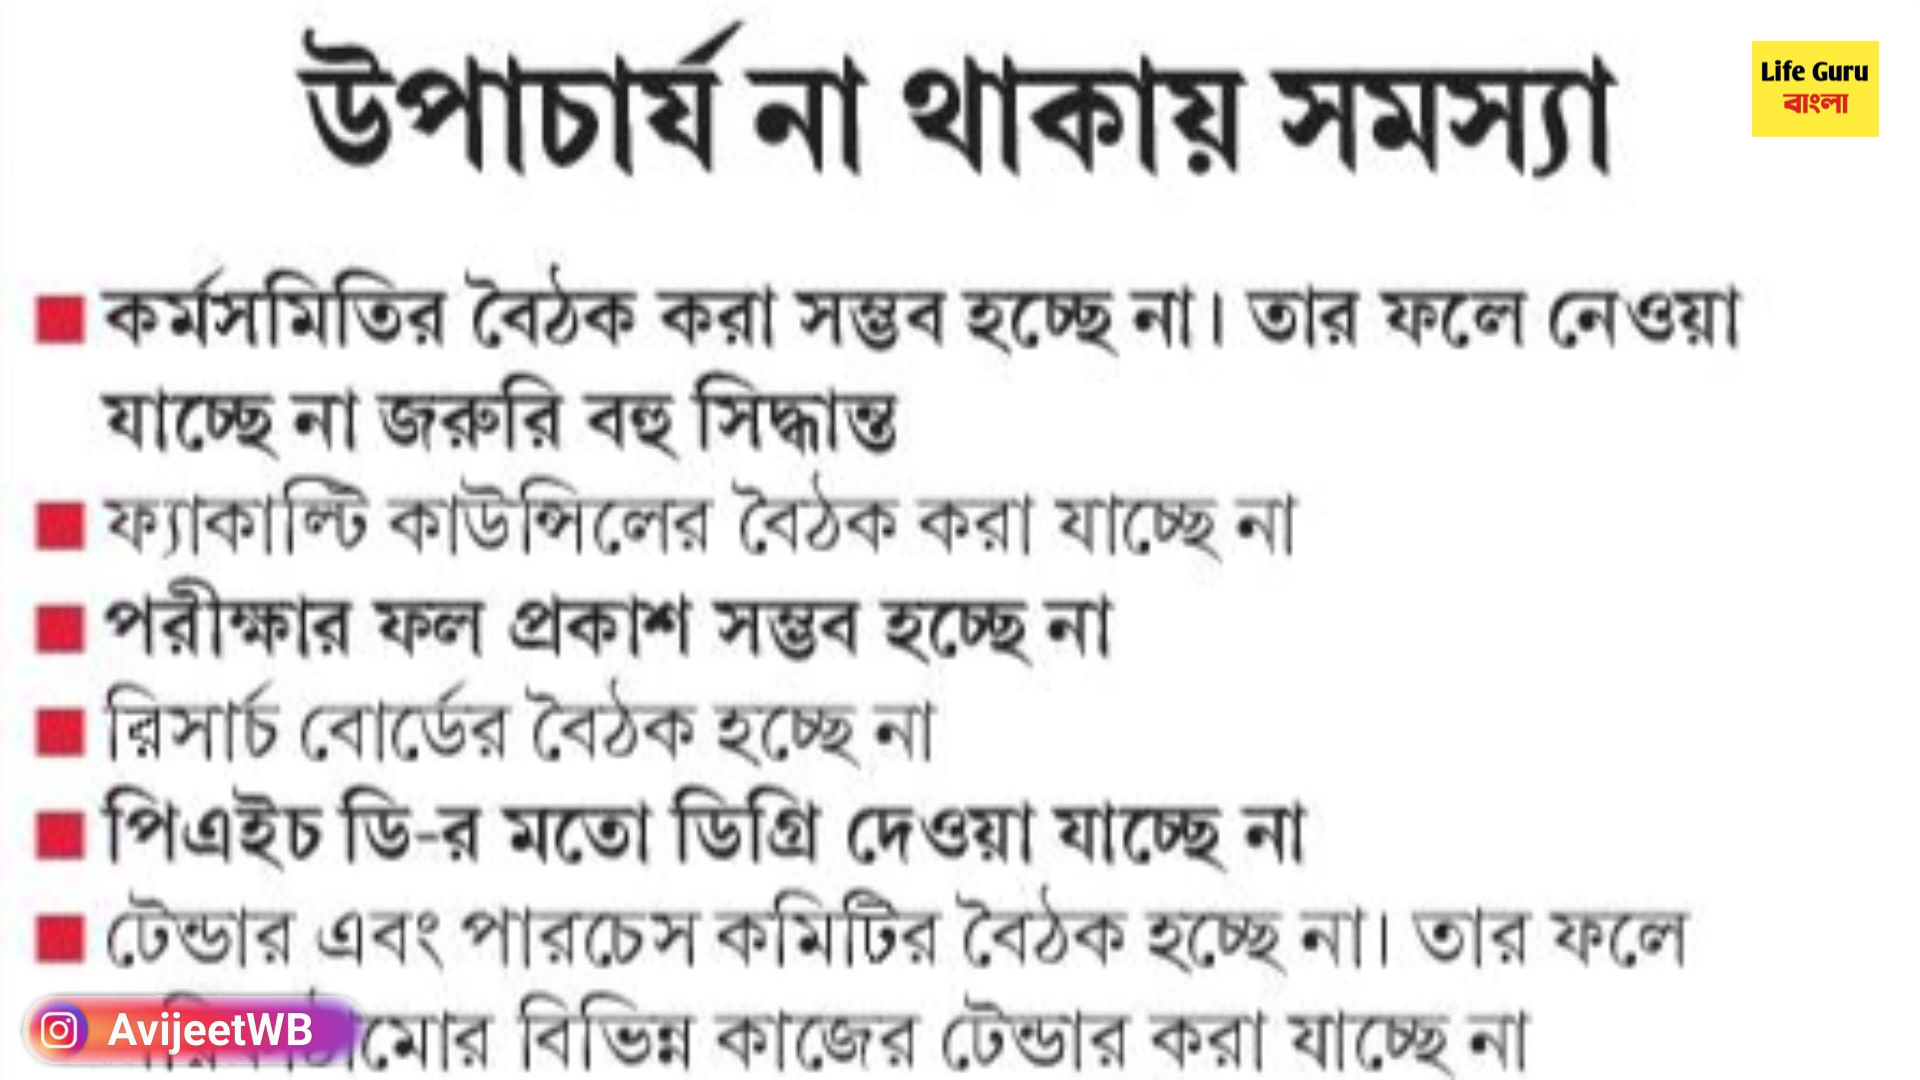 উপাচার্য না থাকায় সমস্যা
Life Guru
বাংলা
কর্মসমিতির বৈঠক করা সম্ভব হচ্ছে না। তার ফলে নেওয়া
যাচ্ছে না জরুরি বহু সিদ্ধান্ত
ফ্যাকাল্টি কাউন্সিলের বৈঠক করা যাচ্ছে না
পরীক্ষার ফল প্রকাশ সম্ভব হচ্ছে না
রিসার্চ বোর্ডের বৈঠক হচ্ছে না
পিএইচ ডি-র মতো ডিগ্রি দেওয়া যাচ্ছে না
টেন্ডার এবং পারচেস কমিটির বৈঠক হচ্ছে না। তার ফলে
বিভিন্ন কাজের টেন্ডার করা যাচ্ছে না
AvijeetWB